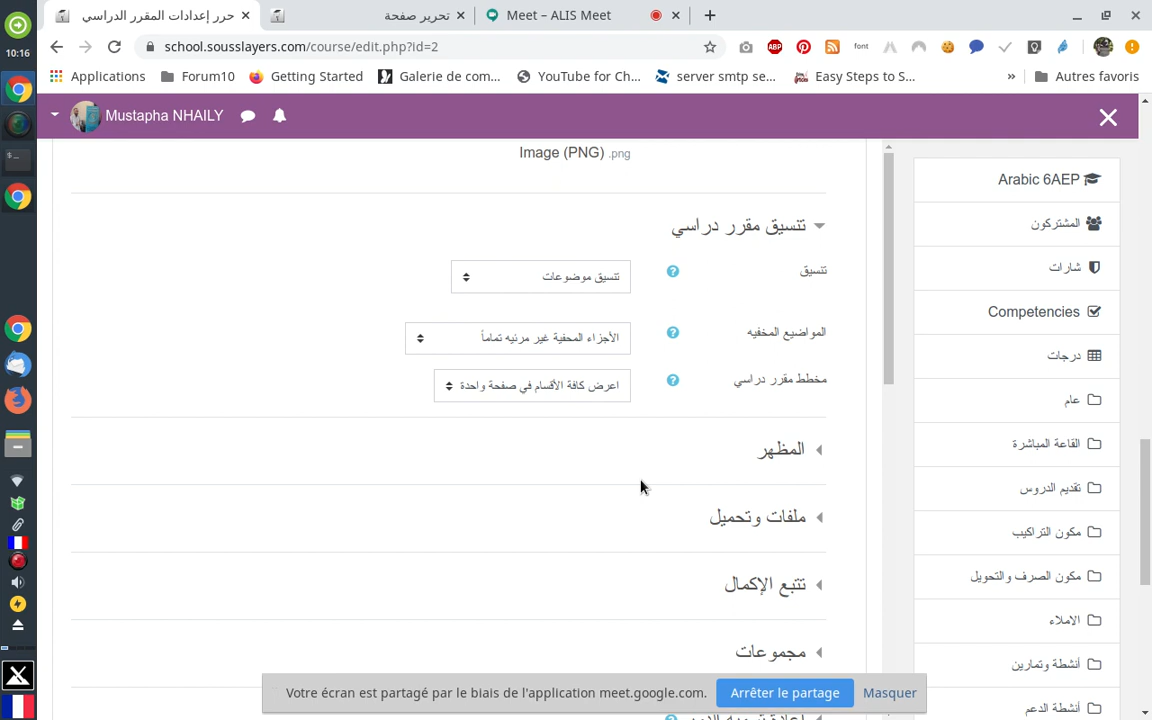 حرر إعدادات المقرر الدراسي
تحرير صفحة
Meet – ALIS Meet
10:16
school.sousslayers.com/course/edit.php?id=2
Applications
Forum10
Getting Started
Galerie de com...
YouTube for Ch...
server smtp se...
Easy Steps to S...
»
Autres favoris
Mustapha NHAILY
Image (PNG) .png
تنسيق مقرر دراسي
تنسيق
تنسيق موضوعات
المواضيع المخفيه
الأجزاء المخفية غير مرئيه تماماً
مخطط مقرر دراسي
اعرض كافة الأقسام في صفحة واحدة
المظهر
ملفات وتحميل
تتبع الإكمال
مجموعات
Arabic 6AEP
المشتركون
شارات
Competencies
درجات
عام
القاعة المباشرة
تقديم الدروس
مكون التراكيب
مكون الصرف والتحويل
الاملاء
أنشطة وتمارين
أنشطة الدعم
Votre écran est partagé par le biais de l'application meet.google.com.
Arrêter le partage
Masquer